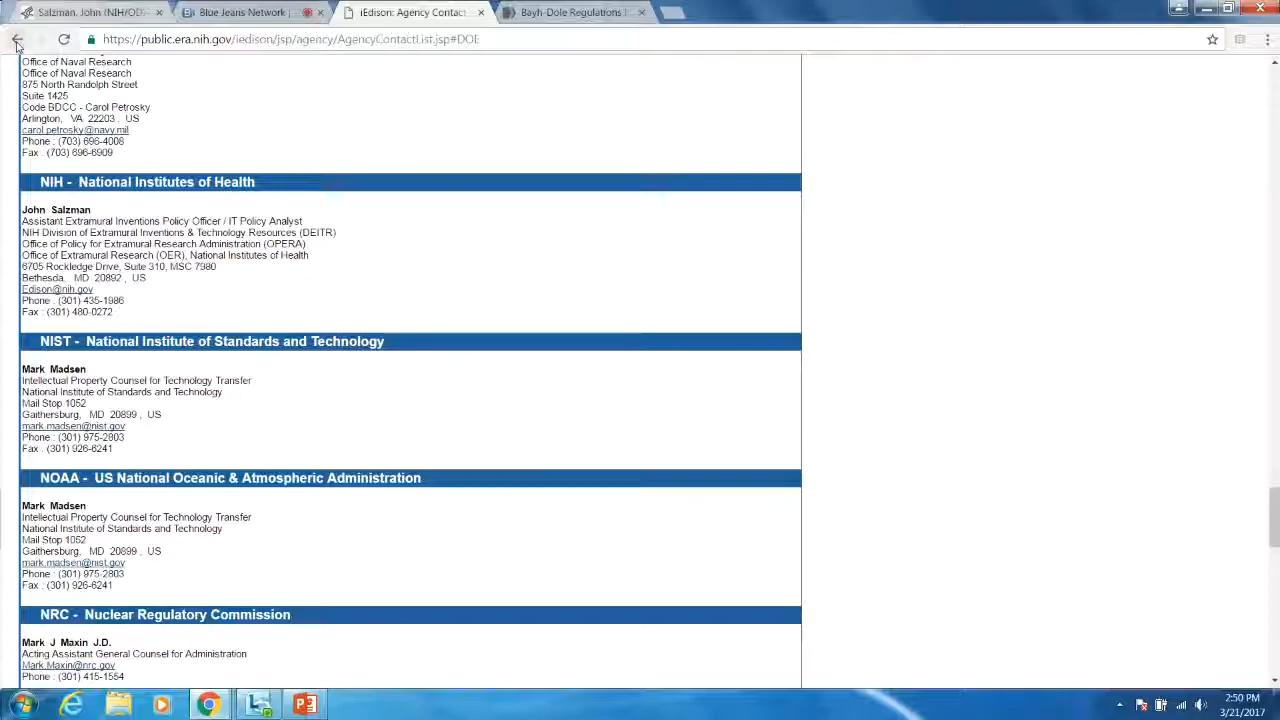 Salzman, John (NIH/OD/
Blue Jeans Network |
iEdison: Agency Contact
Bayh-Dole Regulations
https://public.era.nih.gov/iedison/jsp/agency/AgencyContactList.jsp#DOE
Office of Naval Research
Office of Naval Research
875 North Randolph Street
Suite 1425
Code BDCC - Carol Petrosky
Arlington, VA 22203 , US
carol.petrosky@navy.mil
Phone : (703) 696-4008
Fax : (703) 696-6909
NIH - National Institutes of Health
John Salzman
Assistant Extramural Inventions Policy Officer / IT Policy Analyst
NIH Division of Extramural Inventions & Technology Resources (DEITR)
Office of Policy for Extramural Research Administration (OPERA)
Office of Extramural Research (OER), National Institutes of Health
6705 Rockledge Drive, Suite 310, MSC 7980
Bethesda, MD 20892 , US
Edison@nih.gov
Phone : (301) 435-1986
Fax : (301) 480-0272
NIST - National Institute of Standards and Technology
Mark Madsen
Intellectual Property Counsel for Technology Transfer
National Institute of Standards and Technology
Mail Stop 1052
Gaithersburg, MD 20899 , US
mark.madsen@nist.gov
Phone : (301) 975-2803
Fax : (301) 926-6241
NOAA - US National Oceanic & Atmospheric Administration
Mark Madsen
Intellectual Property Counsel for Technology Transfer
National Institute of Standards and Technology
Mail Stop 1052
Gaithersburg, MD 20899 , US
mark.madsen@nist.gov
Phone : (301) 975-2803
Fax : (301) 926-6241
NRC - Nuclear Regulatory Commission
Mark J Maxin J.D.
Acting Assistant General Counsel for Administration
Mark.Maxin@nrc.gov
Phone : (301) 415-1554
2:50 PM
3/21/2017